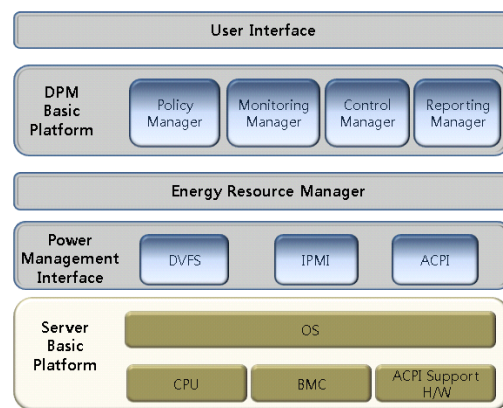 User Interface
DPM
Basic
Platform
Policy
Manager
Monitoring
Manager
Control
Manager
Reporting
Manager
Energy Resource Manager
Power
Management
Interface
DVFS
IPMI
ACPI
Server
Basic
Platform
OS
CPU
BMC
ACPI Support
H/W